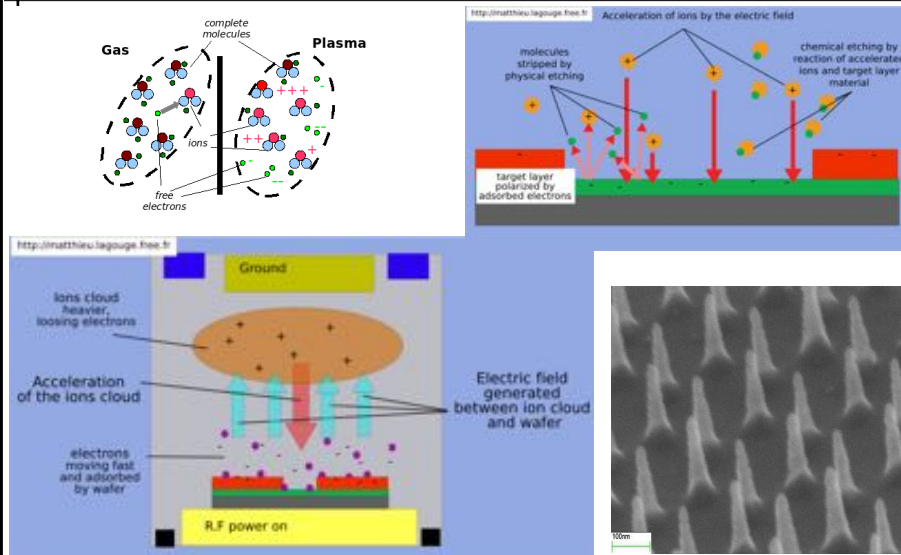 complete
molecules
Gas
Plasma
+++
-
ions
++
+
--
-
--
free
electrons
http://matthieu.lagouge.free.fr
Acceleration of ions by the electric field
molecules
stripped by
physical etching
chemical etching by
reaction of accelerated
ions and target layer
material
+
+
+
+
+
+
target layer
polarized by
adsorbed electrons
http://matthieu.lagouge.free.fr
Ground
Ions cloud
heavier,
loosing electrons
+
+
+
+
+
+
+
Acceleration
of the ions cloud
Electric field
generated
between ion cloud
and wafer
electrons
moving fast
and adsorbed
by wafer
R.F power on
100nm